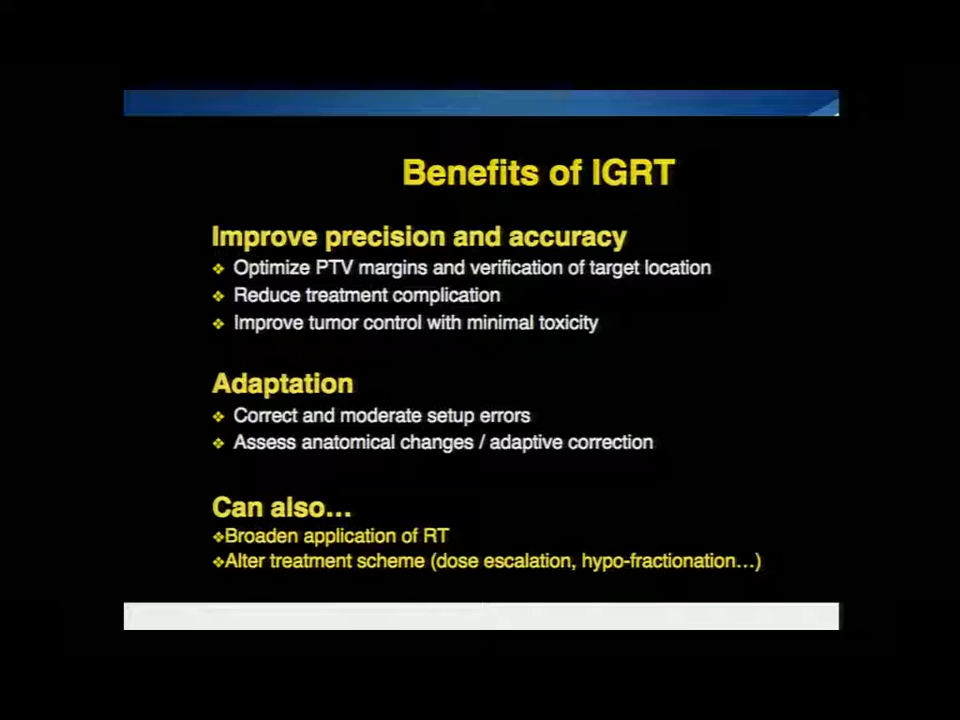 Benefits of IGRT
Improve precision and accuracy
❖ Optimize PTV margins and verification of target location
❖ Reduce treatment complication
❖ Improve tumor control with minimal toxicity
Adaptation
❖ Correct and moderate setup errors
❖ Assess anatomical changes / adaptive correction
Can also...
❖Broaden application of RT
❖Alter treatment scheme (dose escalation, hypo-fractionation...)